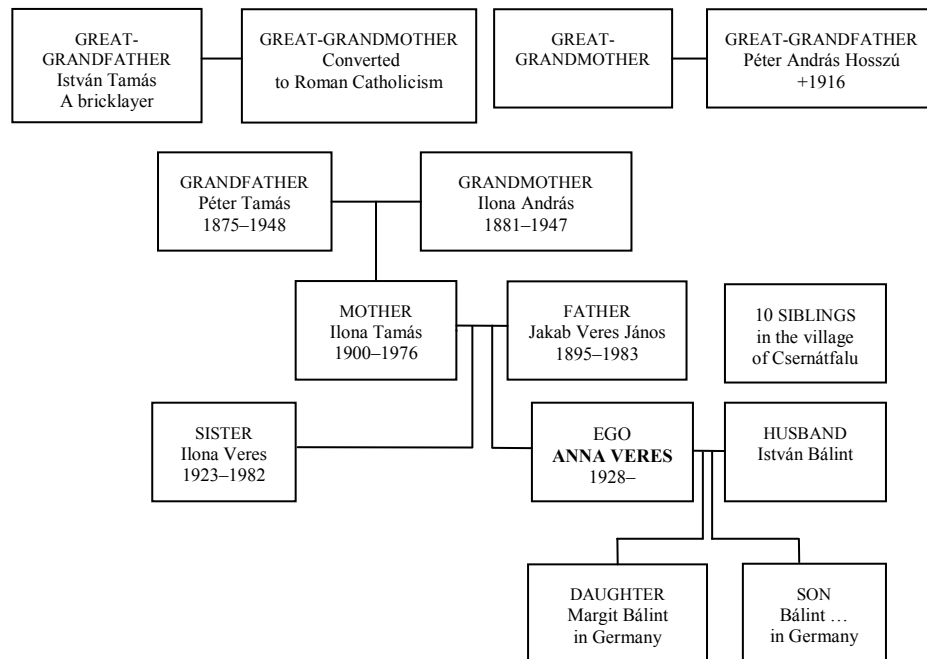 GREAT-
GRANDFATHER
István Tamás
A bricklayer
GREAT-GRANDMOTHER
Converted
to Roman Catholicism
GREAT-
GRANDMOTHER
GREAT-GRANDFATHER
Péter András Hosszú
+1916
GRANDFATHER
Péter Tamás
1875–1948
GRANDMOTHER
Ilona András
1881–1947
MOTHER
Ilona Tamás
1900–1976
FATHER
Jakab Veres János
1895–1983
10 SIBLINGS
in the village
of Csernátfalu
SISTER
Ilona Veres
1923–1982
EGO
ANNA VERES
1928–
HUSBAND
István Bálint
DAUGHTER
Margit Bálint
in Germany
SON
Bálint …
in Germany